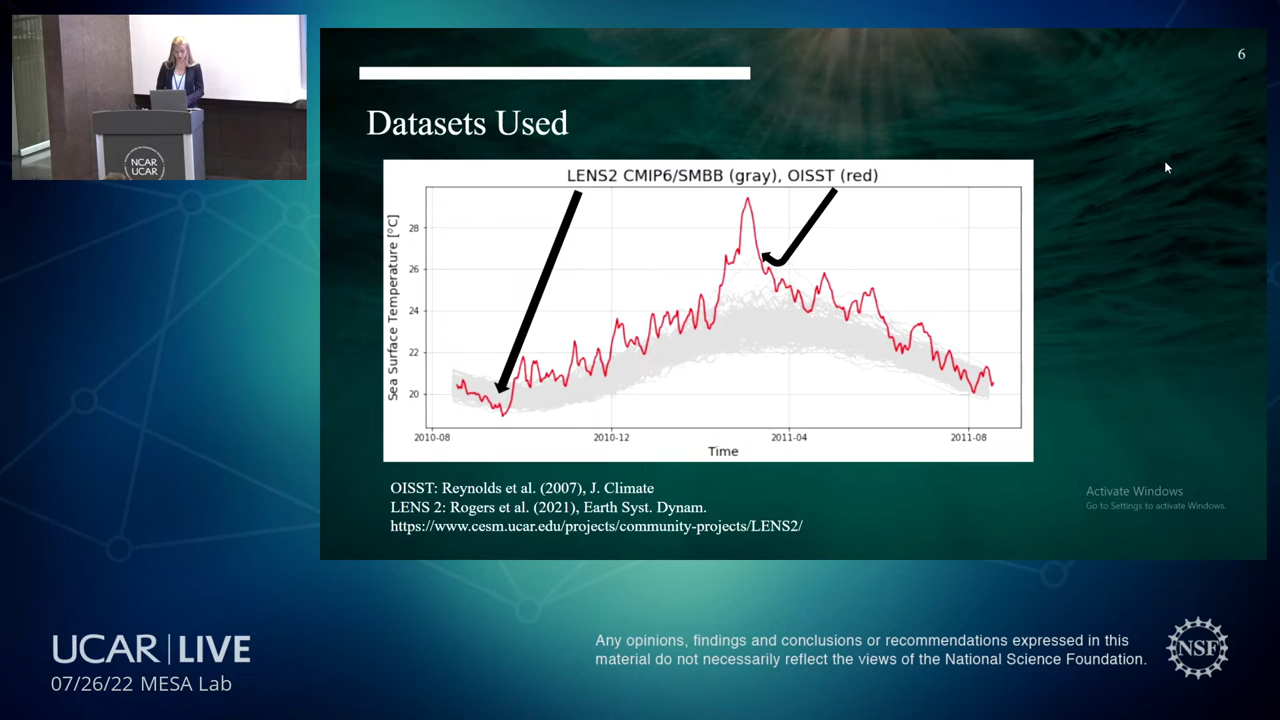 NCAR
UCAR
6
Datasets Used
LENS2 CMIP6/SMBB (gray), OISST (red)
Sea Surface Temperature [°C]
28
26
24
22
20
2010-08
2010-12
2011-04
2011-08
Time
OISST: Reynolds et al. (2007), J. Climate
LENS 2: Rogers et al. (2021), Earth Syst. Dynam.
https://www.cesm.ucar.edu/projects/community-projects/LENS2/
Activate Windows
Go to Settings to activate Windows.
UCAR | LIVE
07/26/22 MESA Lab
Any opinions, findings and conclusions or recommendations expressed in this
material do not necessarily reflect the views of the National Science Foundation.
NSF